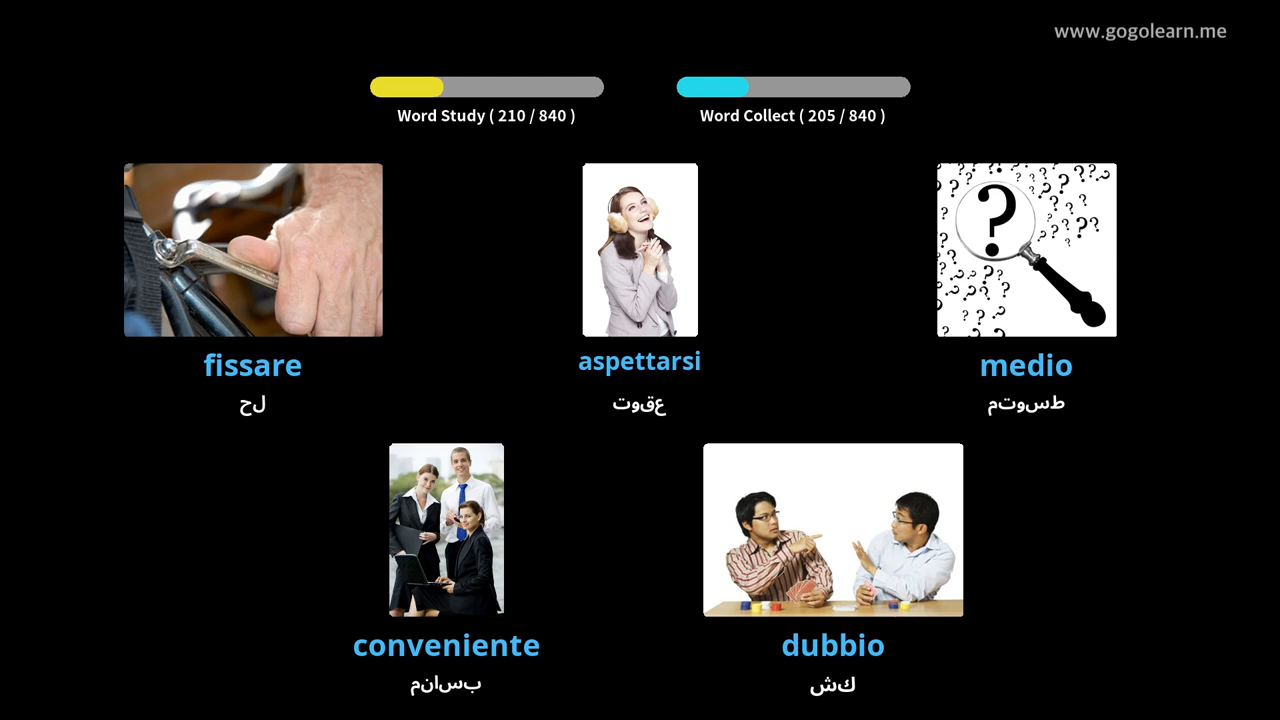 www.gogolearn.me
Word Study ( 210 / 840 )
Word Collect ( 205 / 840 )
fissare
لح
aspettarsi
عقوت
medio
طسوتم
conveniente
بسانم
dubbio
كش